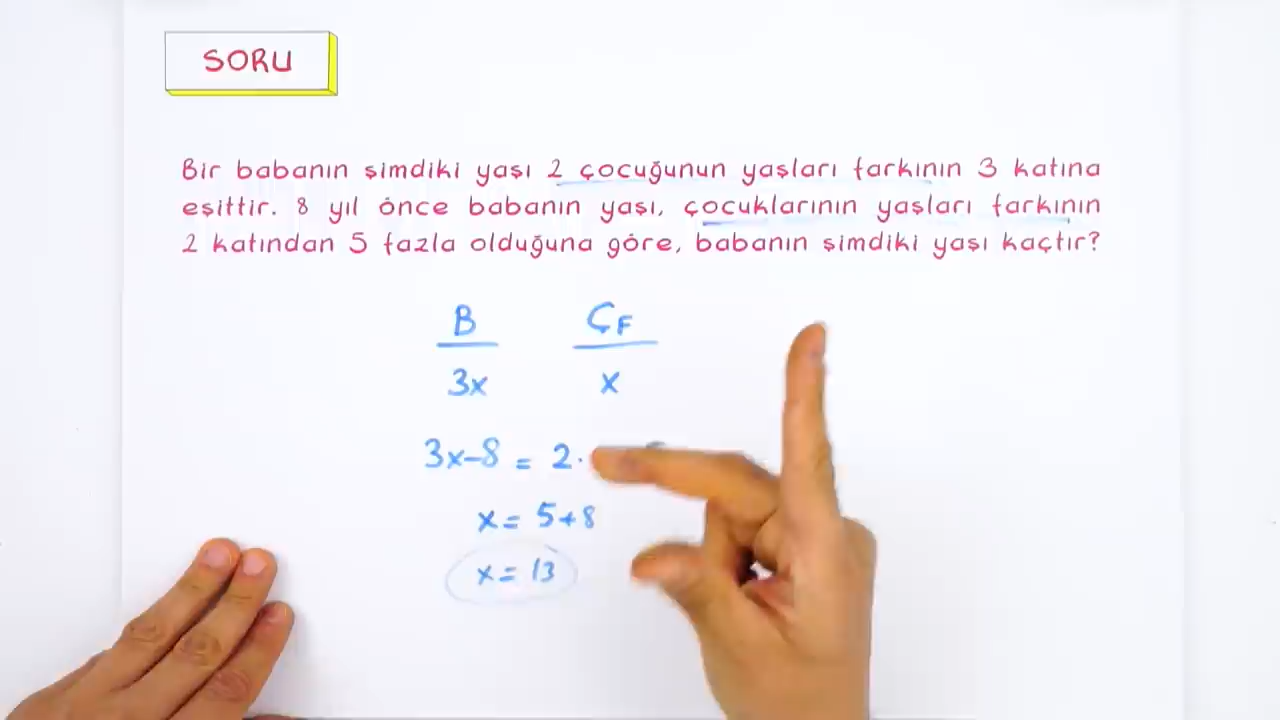 SORU
Bir babanın şimdiki yaşı 2 çocuğunun yaşları farkının 3 katına
eşittir. 8 yıl önce babanın yaşı, çocuklarının yaşları farkının
2 katından 5 fazla olduğuna göre, babanın şimdiki yaşı kaçtır?
B ÇF
3x x
3x-8 = 2.
x = 5+8
x = 13